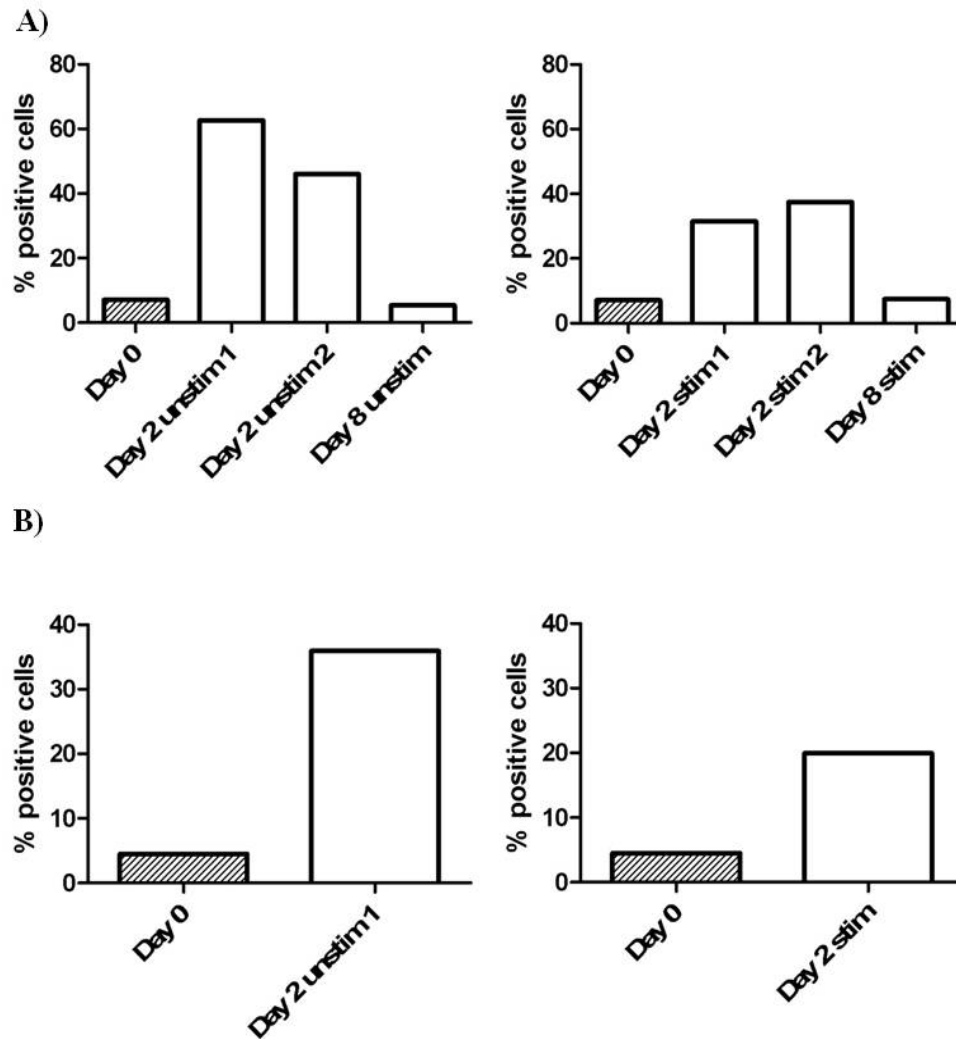 A)
% positive cells
80
60
40
20
0
Day 0
Day 2 unstim1
Day 2 unstim2
Day 8 unstim
% positive cells
80
60
40
20
0
Day 0
Day 2 stim1
Day 2 stim2
Day 8 stim
B)
% positive cells
40
30
20
10
0
Day 0
Day 2 unstim1
% positive cells
40
30
20
10
0
Day 0
Day 2 stim